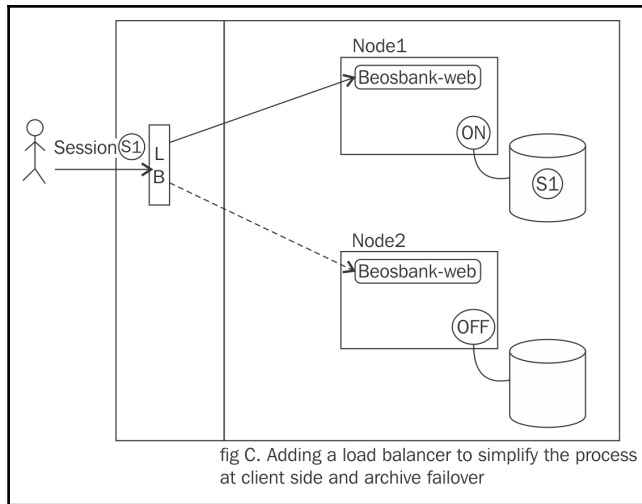 Node1
Beosbank-web
ON
Session S1
L
B
S1
Node2
Beosbank-web
OFF
fig C. Adding a load balancer to simplify the process
at client side and archive failover